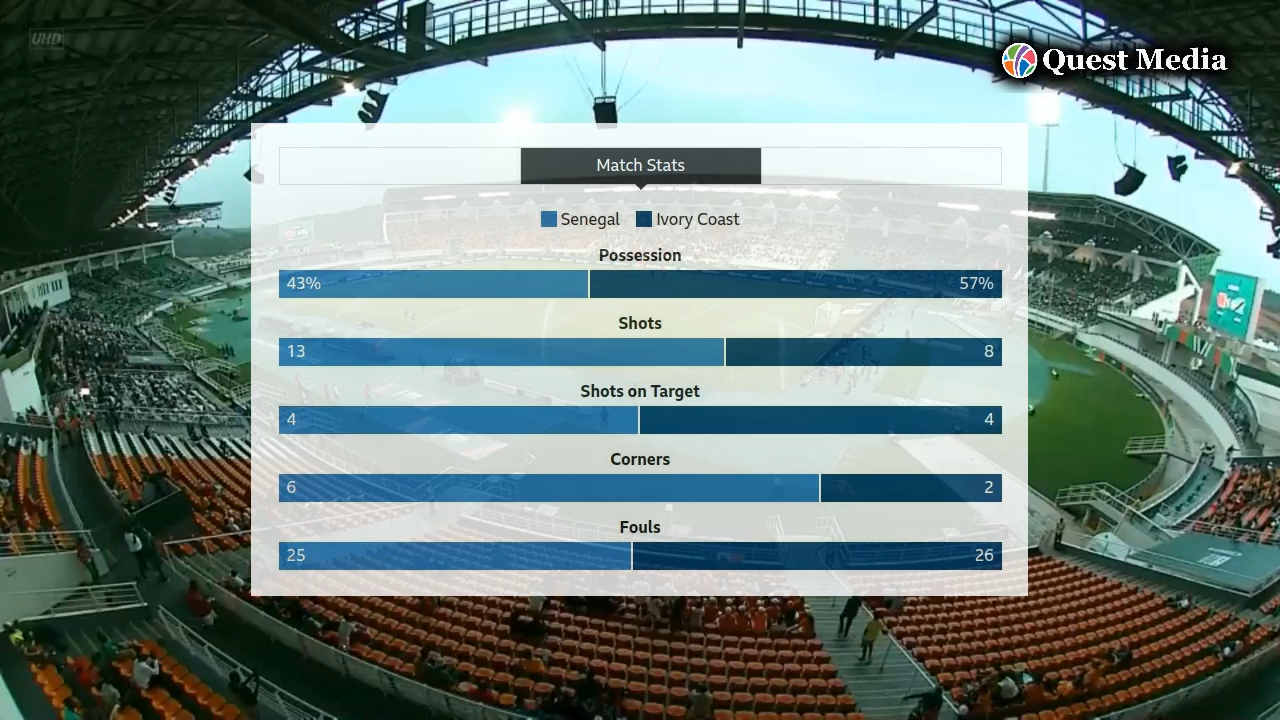 UHD
Quest Media
Match Stats
Senegal Ivory Coast
Possession
43% 57%
Shots
13 8
Shots on Target
4 4
Corners
6 2
Fouls
25 26